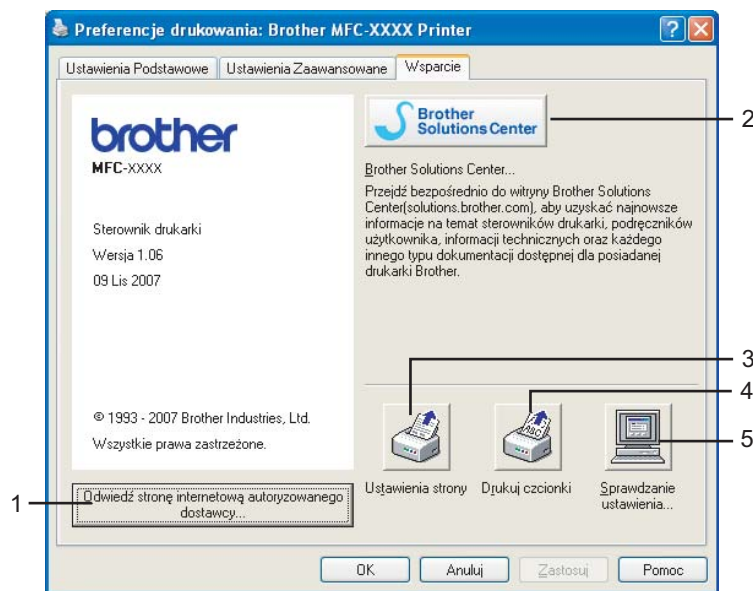 Preferencje drukowania: Brother MFC-XXXX Printer
Ustawienia Podstawowe
Ustawienia Zaawansowane
Wsparcie
brother
MFC-XXXX
Sterownik drukarki
Wersja 1.06
09 Lis 2007
© 1993 - 2007 Brother Industries, Ltd.
Wszystkie prawa zastrzeżone.
1
Odwiedź stronę internetową autoryzowanego
dostawcy...
Brother
Solutions Center
2
Brother Solutions Center...
Przejdź bezpośrednio do witryny Brother Solutions
Center(solutions.brother.com), aby uzyskać najnowsze
informacje na temat sterowników drukarki, podręczników
użytkownika, informacji technicznych oraz każdego
innego typu dokumentacji dostępnej dla posiadanej
drukarki Brother.
3
4
5
ABC
Ustawienia strony
Drukuj czcionki
Sprawdzanie
ustawienia...
OK
Anuluj
Zastosuj
Pomoc